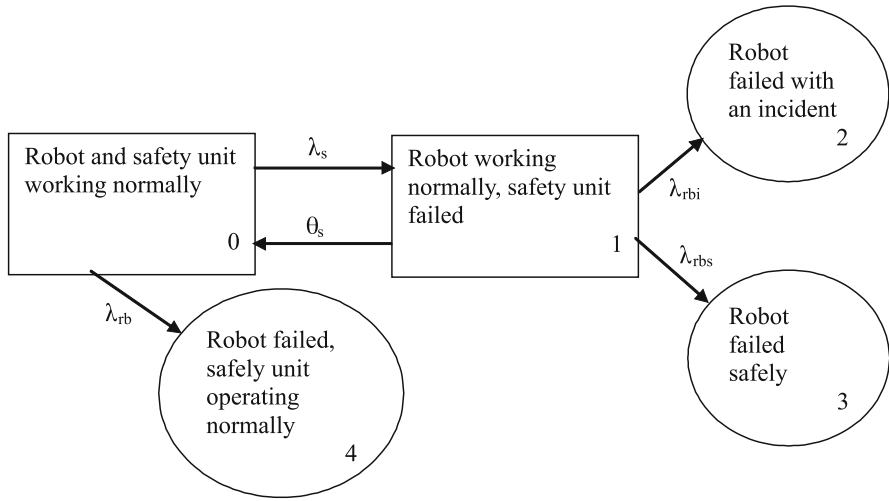 Robot and safety unit
working normally
0
λs
θs
Robot working
normally, safety unit
failed
1
λrbi
λrbs
Robot
failed with
an incident
2
Robot
failed
safely
3
λrb
Robot failed,
safely unit
operating
normally
4